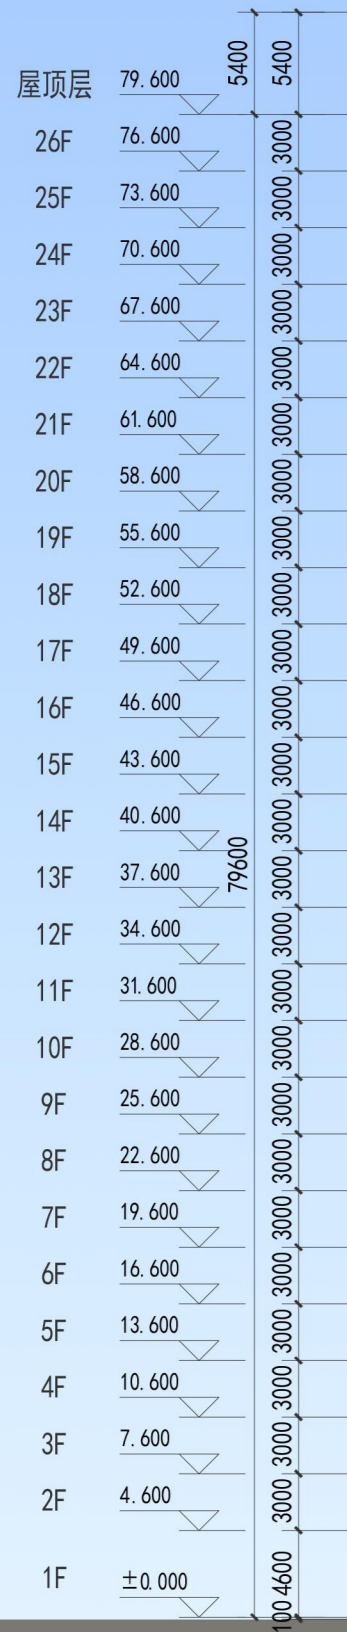 5400 5400
屋顶层 79.600
26F 76.600 3000
25F 73.600 3000
24F 70.600 3000
23F 67.600 3000
22F 64.600 3000
21F 61.600 3000
20F 58.600 3000
19F 55.600 3000
18F 52.600 3000
17F 49.600 3000
16F 46.600 3000
15F 43.600 3000
14F 40.600 3000
13F 37.600 79600 3000
12F 34.600 3000
11F 31.600 3000
10F 28.600 3000
9F 25.600 3000
8F 22.600 3000
7F 19.600 3000
6F 16.600 3000
5F 13.600 3000
4F 10.600 3000
3F 7.600 3000
2F 4.600 3000
1F ±0.000 4600
100